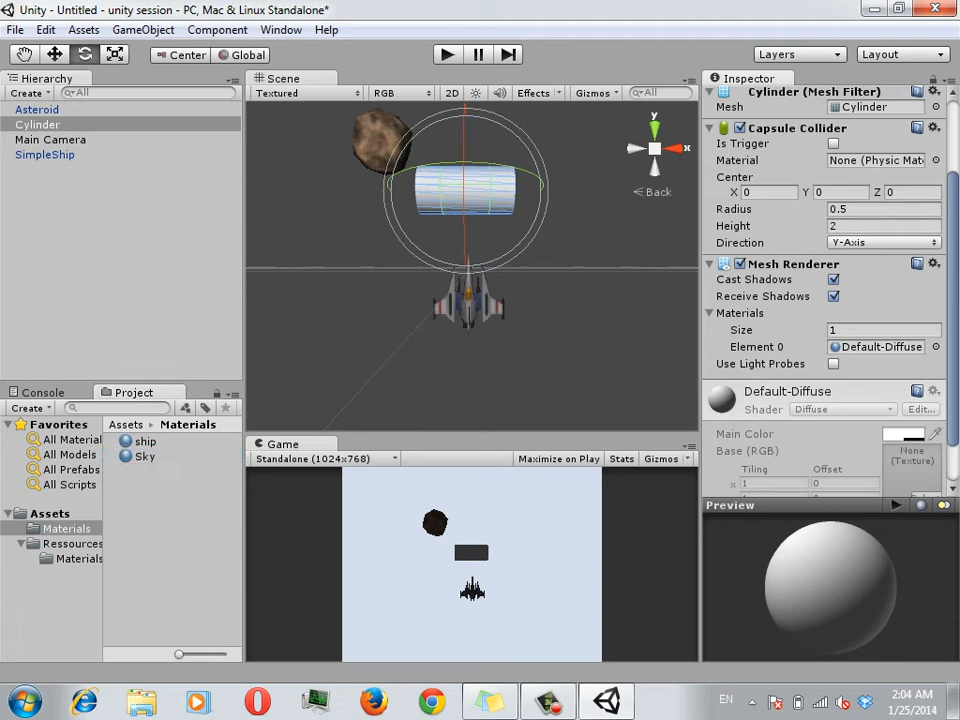 Unity - Untitled - unity session - PC, Mac & Linux Standalone*
File Edit Assets GameObject Component Window Help
Center Global Layers Layout
Hierarchy
Create All
Asteroid
Cylinder
Main Camera
SimpleShip
Scene
Textured RGB 2D Effects Gizmos All
y
x
Back
Inspector
Cylinder (Mesh Filter)
Mesh Cylinder
Capsule Collider
Is Trigger
Material None (Physic Mate
Center
X 0 Y 0 Z 0
Radius 0.5
Height 2
Direction Y-Axis
Mesh Renderer
Cast Shadows
Receive Shadows
Materials
Size 1
Element 0 Default-Diffuse
Use Light Probes
Default-Diffuse
Shader Diffuse Edit...
Main Color
Base (RGB) None
(Texture)
Tiling Offset
x 1 0
Preview
Console Project
Create
Favorites
All Material
All Models
All Prefabs
All Scripts
Assets
Materials
Ressources
Materials
Assets Materials
ship
Sky
Game
Standalone (1024x768) Maximize on Play Stats Gizmos
EN 2:04 AM
1/25/2014